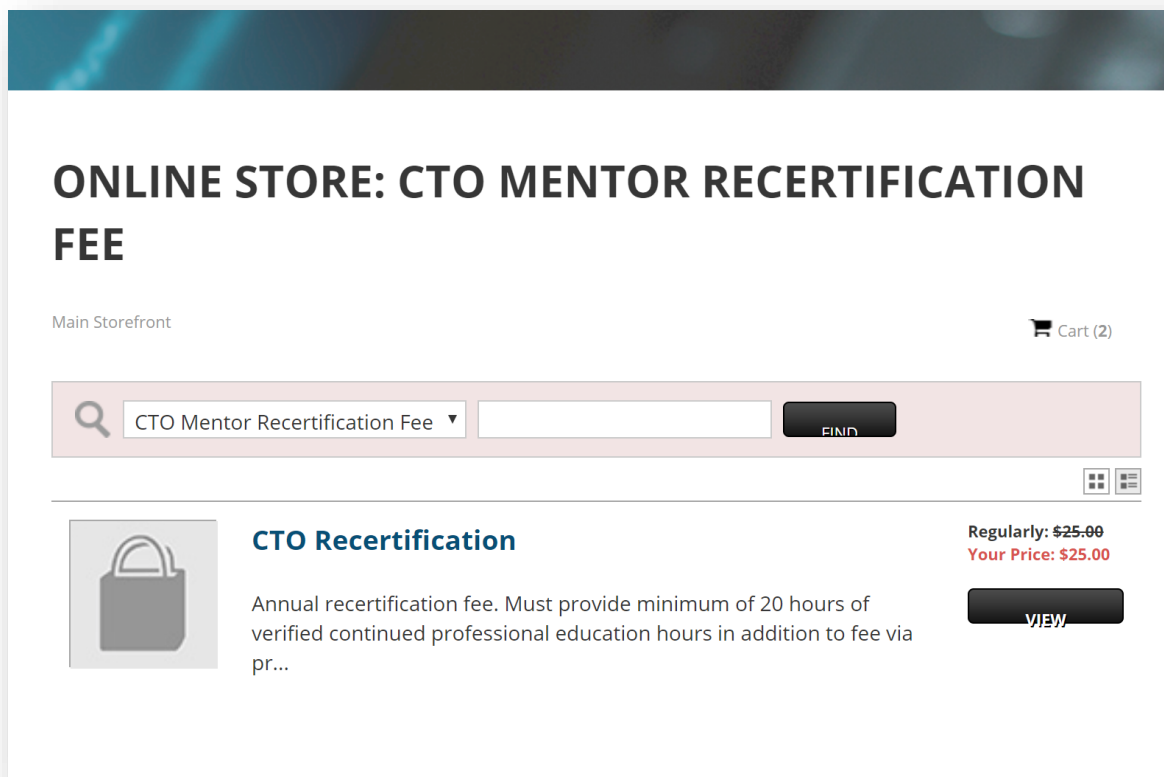 ONLINE STORE: CTO MENTOR RECERTIFICATION
FEE
Main Storefront
Cart (2)
CTO Mentor Recertification Fee
FIND
CTO Recertification
Regularly: $25.00
Your Price: $25.00
Annual recertification fee. Must provide minimum of 20 hours of
verified continued professional education hours in addition to fee via
pr...
VIEW